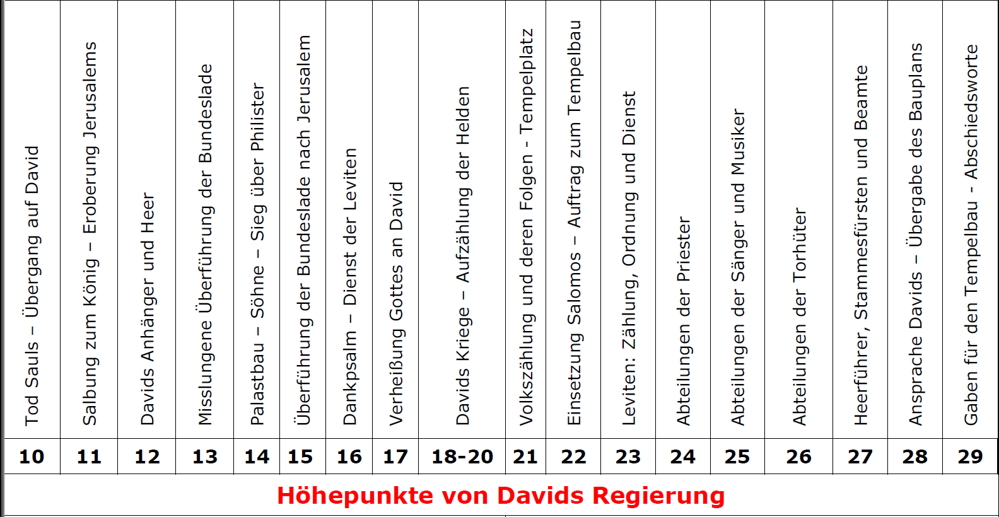 Tod Sauls – Übergang auf David
Salbung zum König – Eroberung Jerusalems
Davids Anhänger und Heer
Misslungene Überführung der Bundeslade
Palastbau – Söhne – Sieg über Philister
Überführung der Bundeslade nach Jerusalem
Dankpsalm – Dienst der Leviten
Verheißung Gottes an David
Davids Kriege – Aufzählung der Helden
Volkszählung und deren Folgen - Tempelplatz
Einsetzung Salomos – Auftrag zum Tempelbau
Leviten: Zählung, Ordnung und Dienst
Abteilungen der Priester
Abteilungen der Sänger und Musiker
Abteilungen der Torhüter
Heerführer, Stammesfürsten und Beamte
Ansprache Davids – Übergabe des Bauplans
Gaben für den Tempelbau - Abschiedsworte
10 11 12 13 14 15 16 17 18-20 21 22 23 24 25 26 27 28 29
Höhepunkte von Davids Regierung